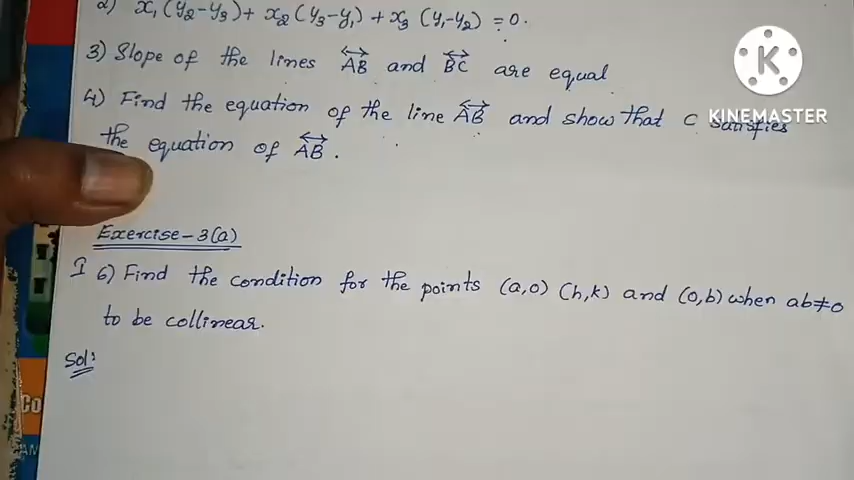 2) x₁(y₂-y₃) + x₂(y₃-y₁) + x₃(y₁-y₂) = 0.
3) Slope of the lines ↔AB and ↔BC are equal
4) Find the equation of the line ↔AB and show that C satisfies
the equation of ↔AB.
KINEMASTER
Exercise-3(a)
I 6) Find the condition for the points (a,0) (h,k) and (0,b) when ab≠0
to be collinear.
Sol: